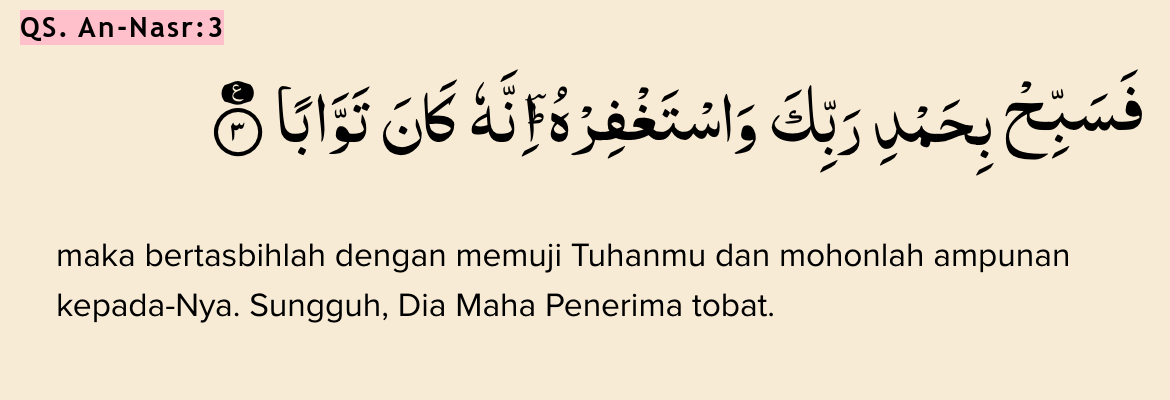 QS. An-Nasr:3
فَسَبِّحْ بِحَمْدِ رَبِّكَ وَاسْتَغْفِرْهُۗ اِنَّهٗ كَانَ تَوَّابًا ࣖ ٣
maka bertasbihlah dengan memuji Tuhanmu dan mohonlah ampunan
kepada-Nya. Sungguh, Dia Maha Penerima tobat.